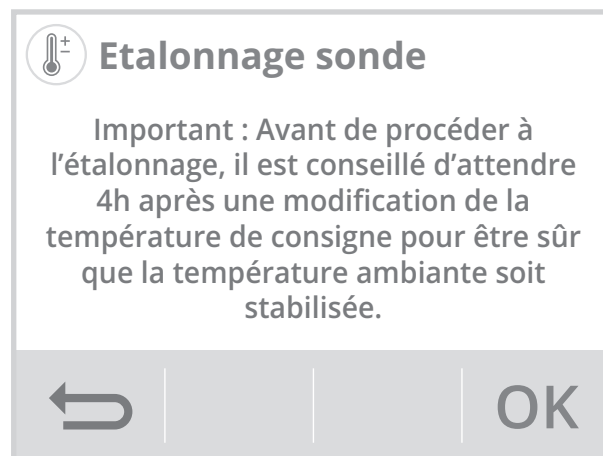 Etalonnage sonde
Important : Avant de procéder à
l’étalonnage, il est conseillé d’attendre
4h après une modification de la
température de consigne pour être sûr
que la température ambiante soit
stabilisée.
OK